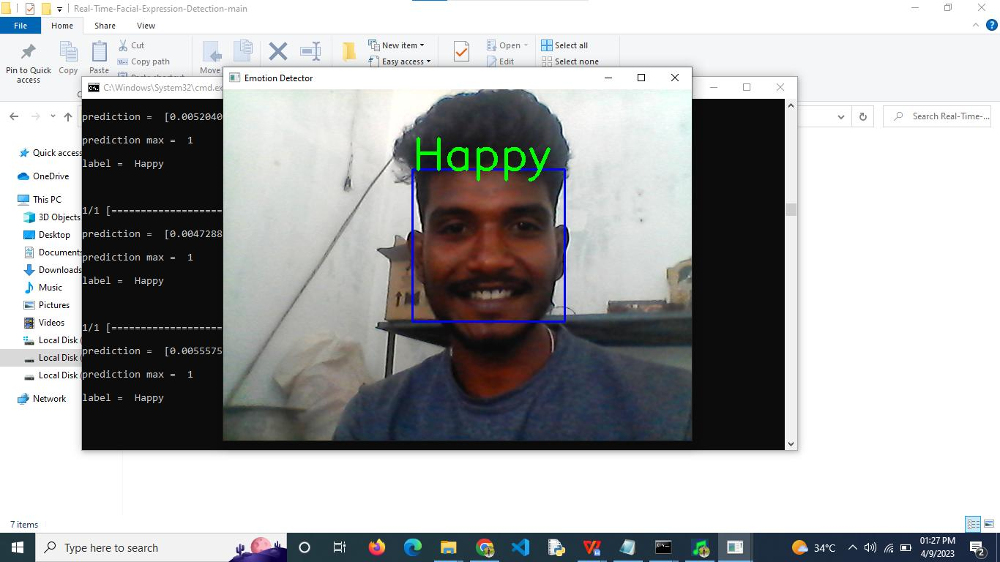 Real-Time-Facial-Expression-Detection-main
File
Home
Share
View
Pin to Quick
access
Copy
Paste
Cut
Copy path
Paste shortcut
Move
New item
Easy access
Open
Edit
Select all
Select none
Emotion Detector
C:\Windows\System32\cmd.ex
Search Real-Time-...
Quick access
OneDrive
This PC
3D Objects
Desktop
Documents
Downloads
Music
Pictures
Videos
Local Disk (
Local Disk (
Local Disk (
Network
prediction =  [0.0052040
prediction max =  1
label =  Happy
1/1 [===================
prediction =  [0.0047288
prediction max =  1
label =  Happy
1/1 [===================
prediction =  [0.0055575
prediction max =  1
label =  Happy
Happy
7 items
Type here to search
34°C
01:27 PM
4/9/2023
2